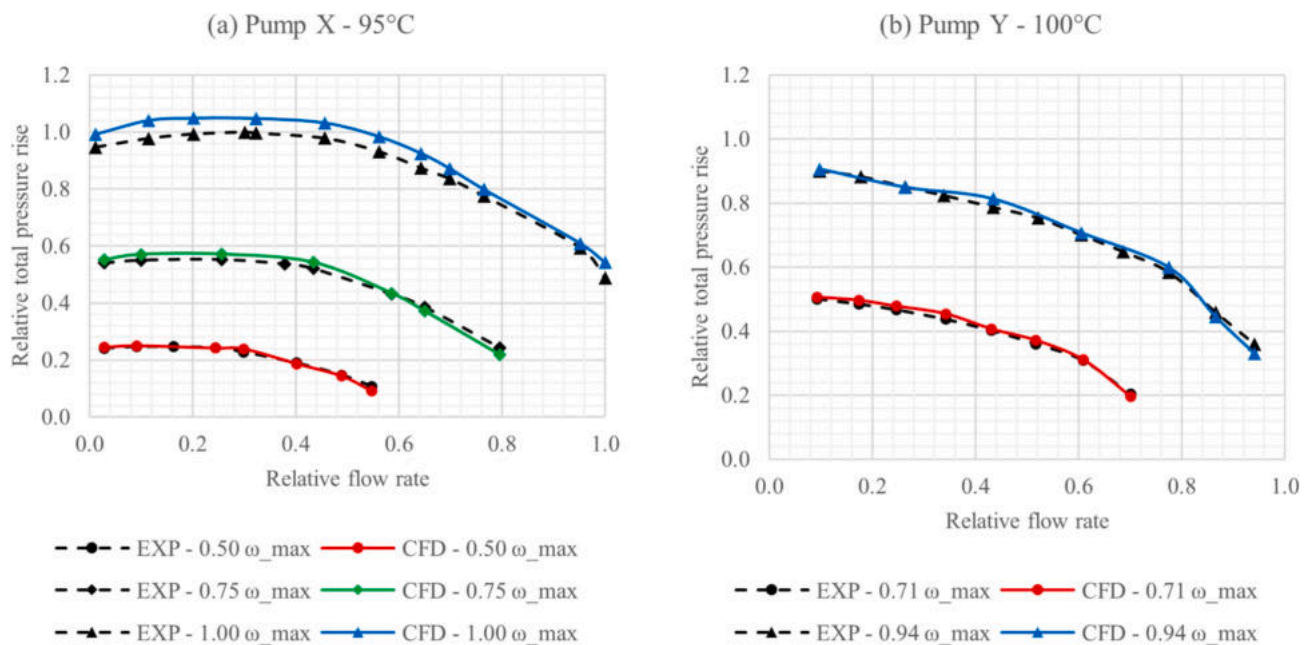 (a) Pump X - 95°C
Relative total pressure rise
1.2
1.0
0.8
0.6
0.4
0.2
0.0
0.0 0.2 0.4 0.6 0.8 1.0
Relative flow rate
EXP - 0.50 ω_max CFD - 0.50 ω_max
EXP - 0.75 ω_max CFD - 0.75 ω_max
EXP - 1.00 ω_max CFD - 1.00 ω_max
(b) Pump Y - 100°C
Relative total pressure rise
1.2
1.0
0.8
0.6
0.4
0.2
0.0
0.0 0.2 0.4 0.6 0.8 1.0
Relative flow rate
EXP - 0.71 ω_max CFD - 0.71 ω_max
EXP - 0.94 ω_max CFD - 0.94 ω_max